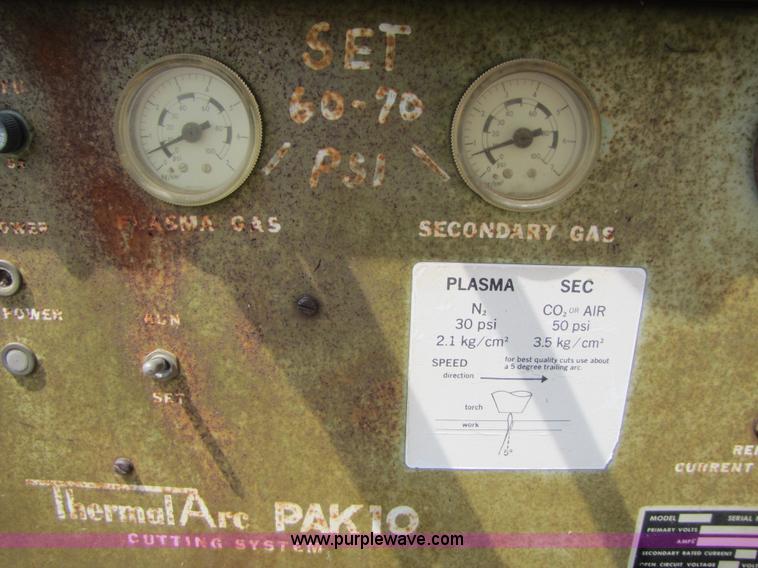 SET
60-70
PSI
PLASMA GAS
SECONDARY GAS
POWER
RUN
SET
PLASMA SEC
N₂ CO₂ OR AIR
30 psi 50 psi
2.1 kg/cm² 3.5 kg/cm²
SPEED
direction
for best quality cuts use about
a 5 degree trailing arc.
torch
work
5°
CURRENT
Thermal Arc PAK10
CUTTING SYSTEM
www.purplewave.com
MODEL SERIAL
PRIMARY VOLTS
AMPS
SECONDARY RATED CURRENT
OPEN CIRCUIT VOLTAGE VOLTS